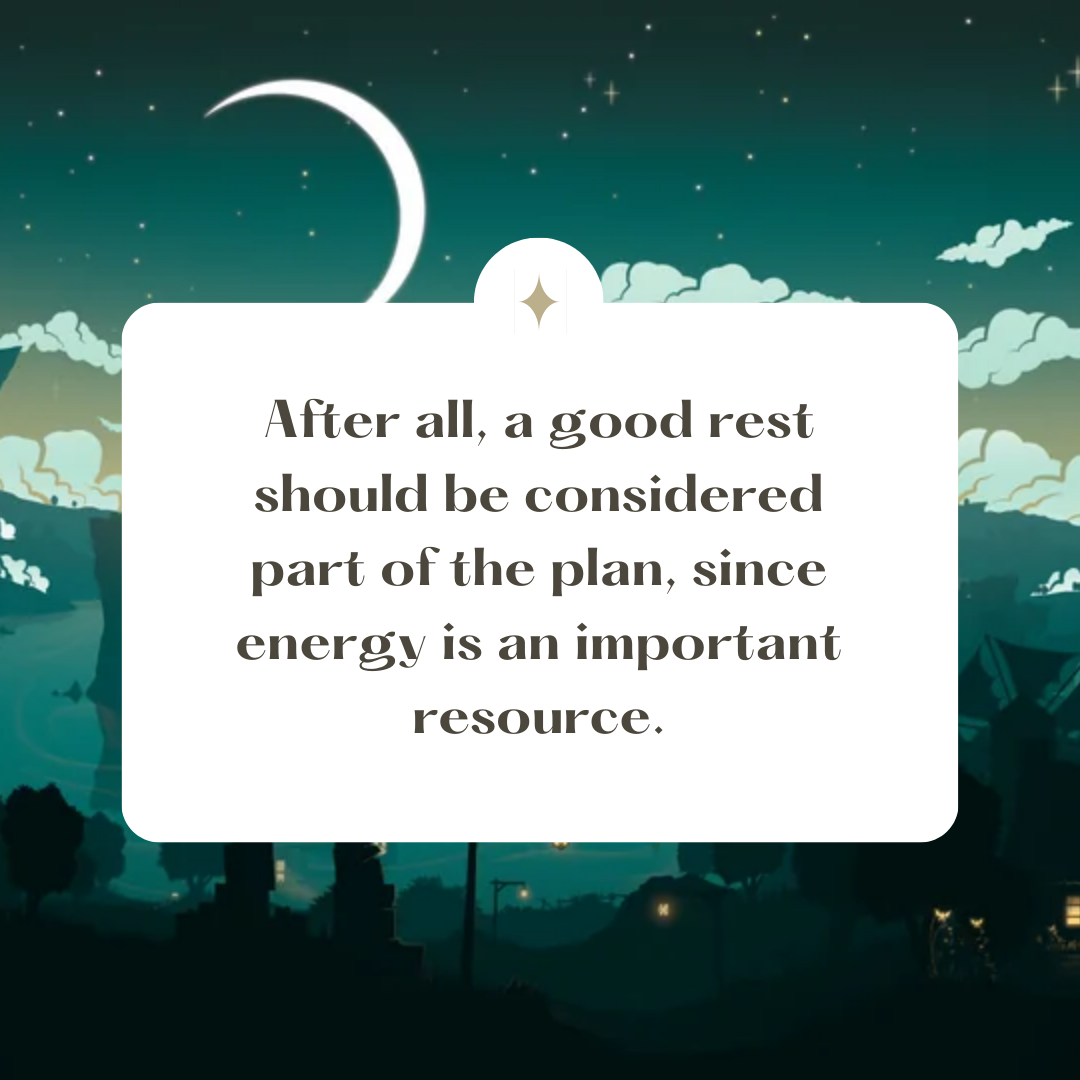 After all, a good rest
should be considered
part of the plan, since
energy is an important
resource.